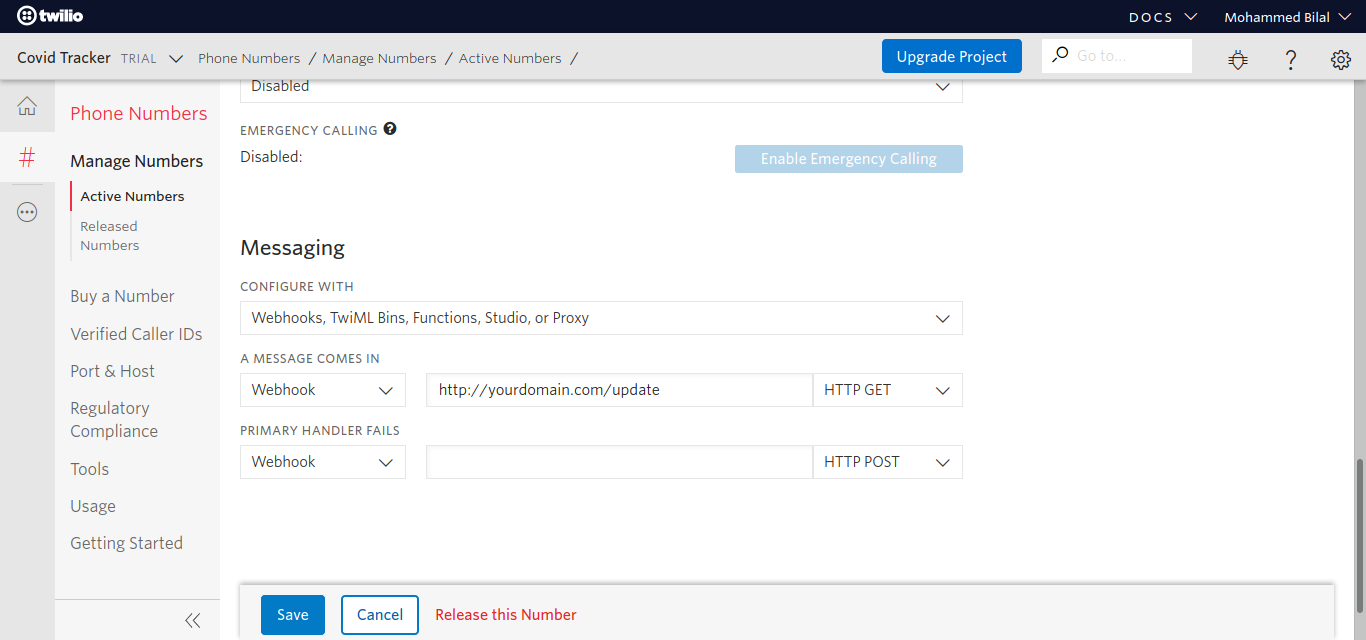 twilio
DOCS
Mohammed Bilal
Covid Tracker TRIAL
Phone Numbers / Manage Numbers / Active Numbers /
Upgrade Project
Go to...
?
Phone Numbers
Manage Numbers
Active Numbers
Released
Numbers
Buy a Number
Verified Caller IDs
Port & Host
Regulatory
Compliance
Tools
Usage
Getting Started
Disabled
EMERGENCY CALLING ?
Disabled:
Enable Emergency Calling
Messaging
CONFIGURE WITH
Webhooks, TwiML Bins, Functions, Studio, or Proxy
A MESSAGE COMES IN
Webhook http://yourdomain.com/update HTTP GET
PRIMARY HANDLER FAILS
Webhook HTTP POST
Save Cancel Release this Number